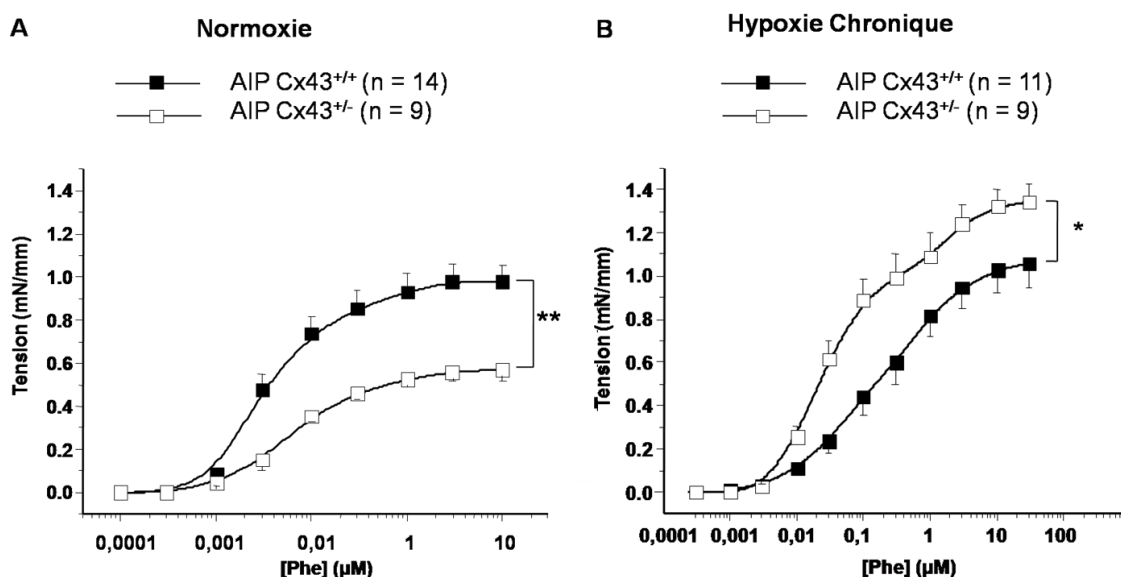 A
Normoxie
AIP Cx43+/+ (n = 14)
AIP Cx43+/- (n = 9)
Tension (mN/mm)
1.4
1.2
1.0
0.8
0.6
0.4
0.2
0.0
**
0,0001 0,001 0,01 0,1 1 10
[Phe] (µM)
B
Hypoxie Chronique
AIP Cx43+/+ (n = 11)
AIP Cx43+/- (n = 9)
Tension (mN/mm)
1.4
1.2
1.0
0.8
0.6
0.4
0.2
0.0
*
0,0001 0,001 0,01 0,1 1 10 100
[Phe] (µM)